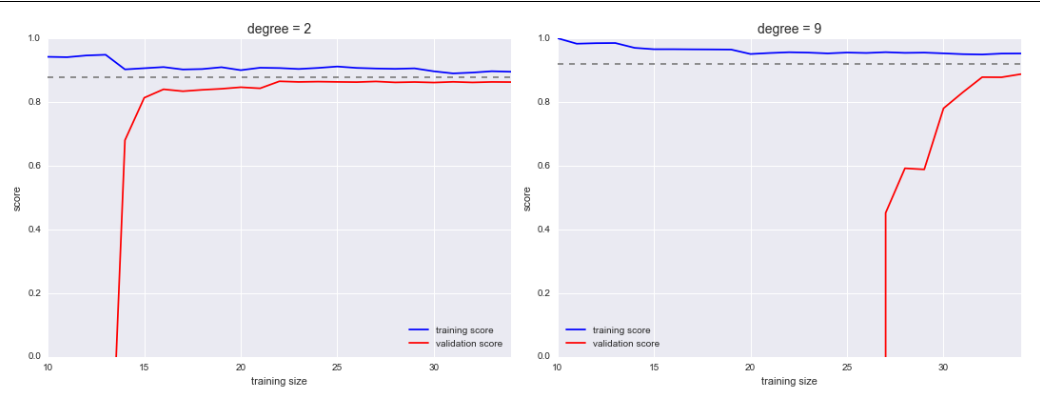 degree = 2
1.0
0.8
0.6
0.4
0.2
0.0
score
10
15
20
25
30
training size
training score
validation score
degree = 9
1.0
0.8
0.6
0.4
0.2
0.0
score
10
15
20
25
30
training size
training score
validation score